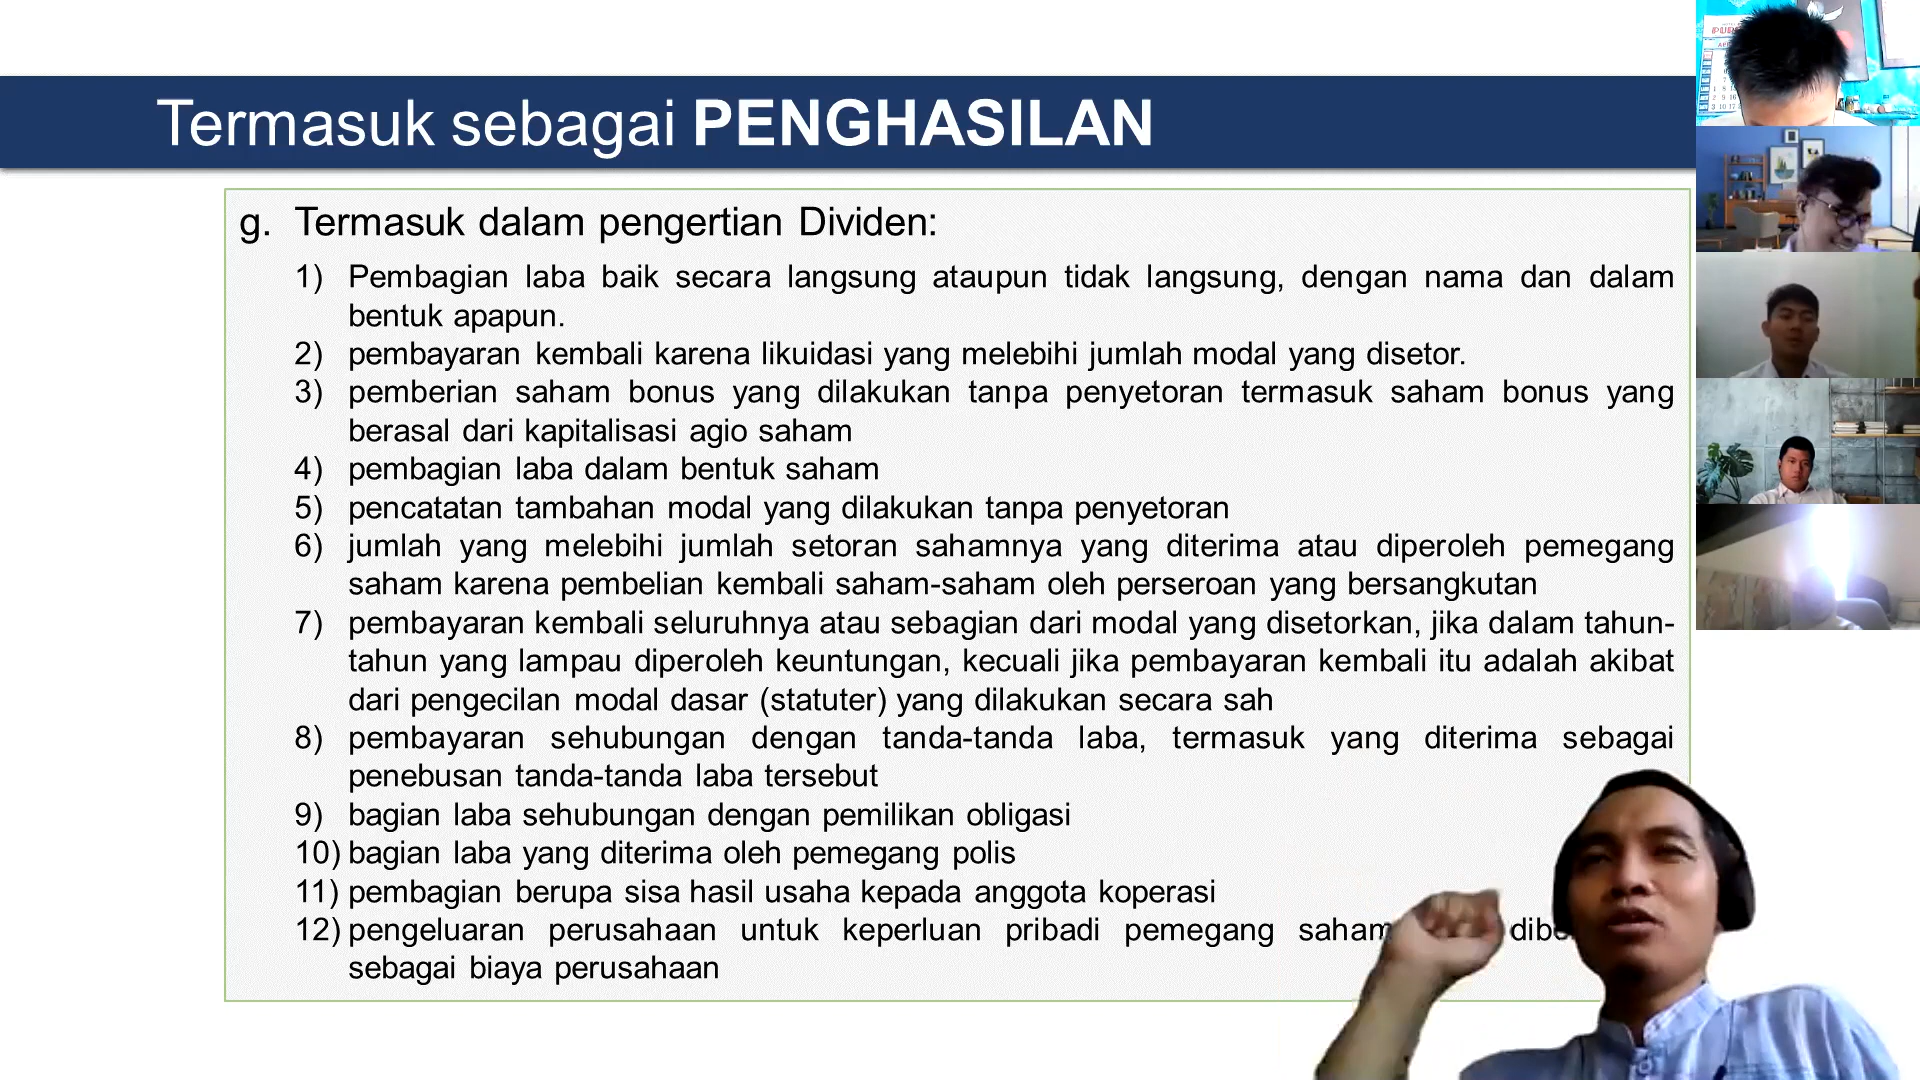 Termasuk sebagai PENGHASILAN
g. Termasuk dalam pengertian Dividen:
1) Pembagian laba baik secara langsung ataupun tidak langsung, dengan nama dan dalam
bentuk apapun.
2) pembayaran kembali karena likuidasi yang melebihi jumlah modal yang disetor.
3) pemberian saham bonus yang dilakukan tanpa penyetoran termasuk saham bonus yang
berasal dari kapitalisasi agio saham
4) pembagian laba dalam bentuk saham
5) pencatatan tambahan modal yang dilakukan tanpa penyetoran
6) jumlah yang melebihi jumlah setoran sahamnya yang diterima atau diperoleh pemegang
saham karena pembelian kembali saham-saham oleh perseroan yang bersangkutan
7) pembayaran kembali seluruhnya atau sebagian dari modal yang disetorkan, jika dalam tahun-
tahun yang lampau diperoleh keuntungan, kecuali jika pembayaran kembali itu adalah akibat
dari pengecilan modal dasar (statuter) yang dilakukan secara sah
8) pembayaran sehubungan dengan tanda-tanda laba, termasuk yang diterima sebagai
penebusan tanda-tanda laba tersebut
9) bagian laba sehubungan dengan pemilikan obligasi
10) bagian laba yang diterima oleh pemegang polis
11) pembagian berupa sisa hasil usaha kepada anggota koperasi
12) pengeluaran perusahaan untuk keperluan pribadi pemegang saham
sebagai biaya perusahaan